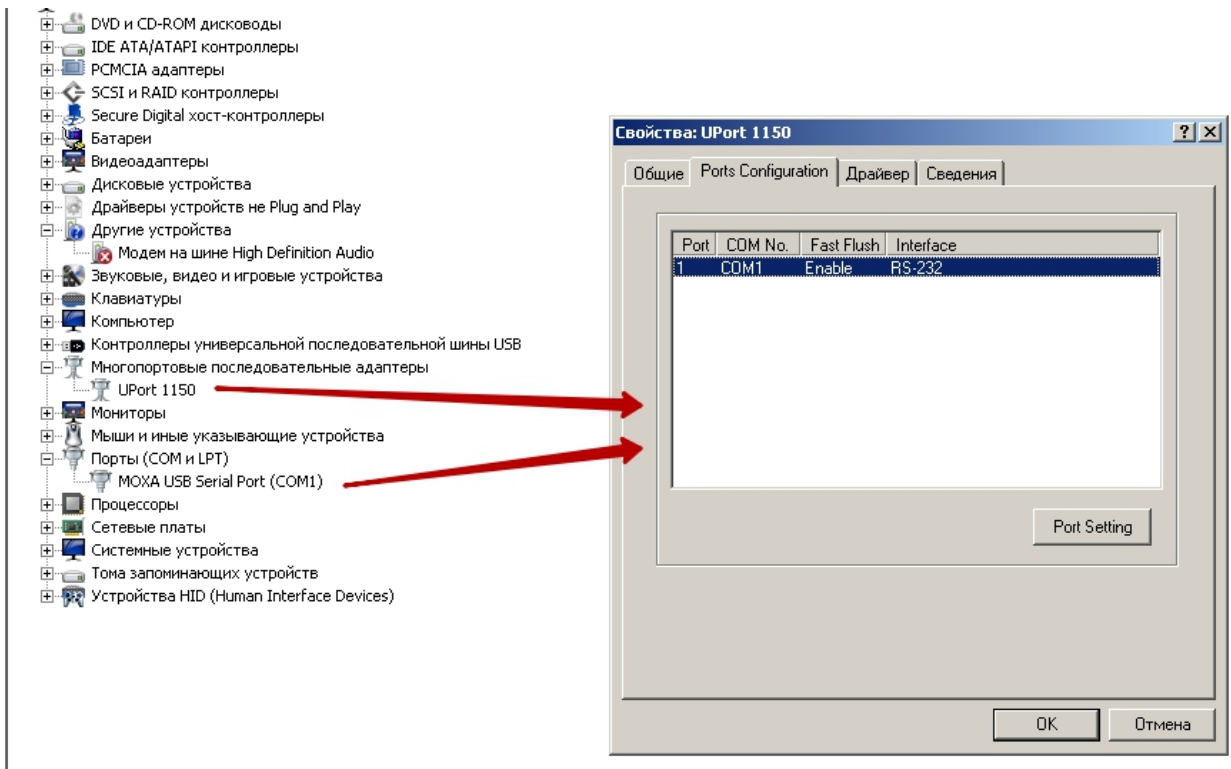 DVD и CD-ROM дисководы
IDE ATA/ATAPI контроллеры
PCMCIA адаптеры
SCSI и RAID контроллеры
Secure Digital хост-контроллеры
Батареи
Видеоадаптеры
Дисковые устройства
Драйверы устройств не Plug and Play
Другие устройства
Модем на шине High Definition Audio
Звуковые, видео и игровые устройства
Клавиатуры
Компьютер
Контроллеры универсальной последовательной шины USB
Многопортовые последовательные адаптеры
UPort 1150
Мониторы
Мыши и иные указывающие устройства
Порты (COM и LPT)
MOXA USB Serial Port (COM1)
Процессоры
Сетевые платы
Системные устройства
Тома запоминающих устройств
Устройства HID (Human Interface Devices)
Свойства: UPort 1150
Общие Ports Configuration Драйвер Сведения
Port COM No. Fast Flush Interface
1 COM1 Enable RS-232
Port Setting
OK Отмена